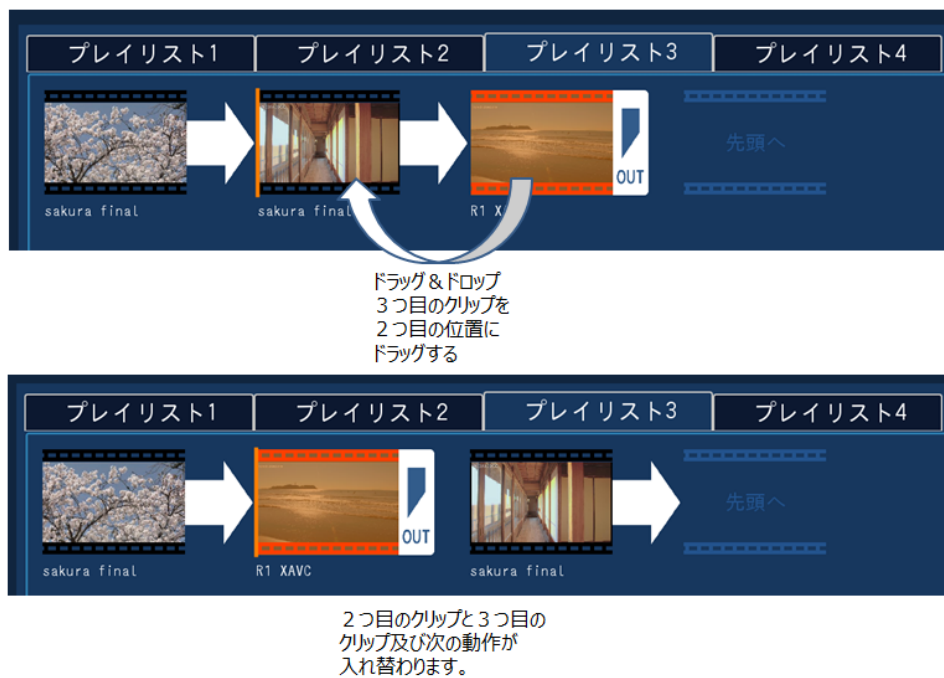 プレイリスト1 プレイリスト2 プレイリスト3 プレイリスト4
先頭へ
OUT
sakura final sakura final R1 X
ドラッグ＆ドロップ
３つ目のクリップを
２つ目の位置に
ドラッグする
プレイリスト1 プレイリスト2 プレイリスト3 プレイリスト4
先頭へ
OUT
sakura final R1 XAVC sakura final
２つ目のクリップと３つ目の
クリップ及び次の動作が
入れ替わります。